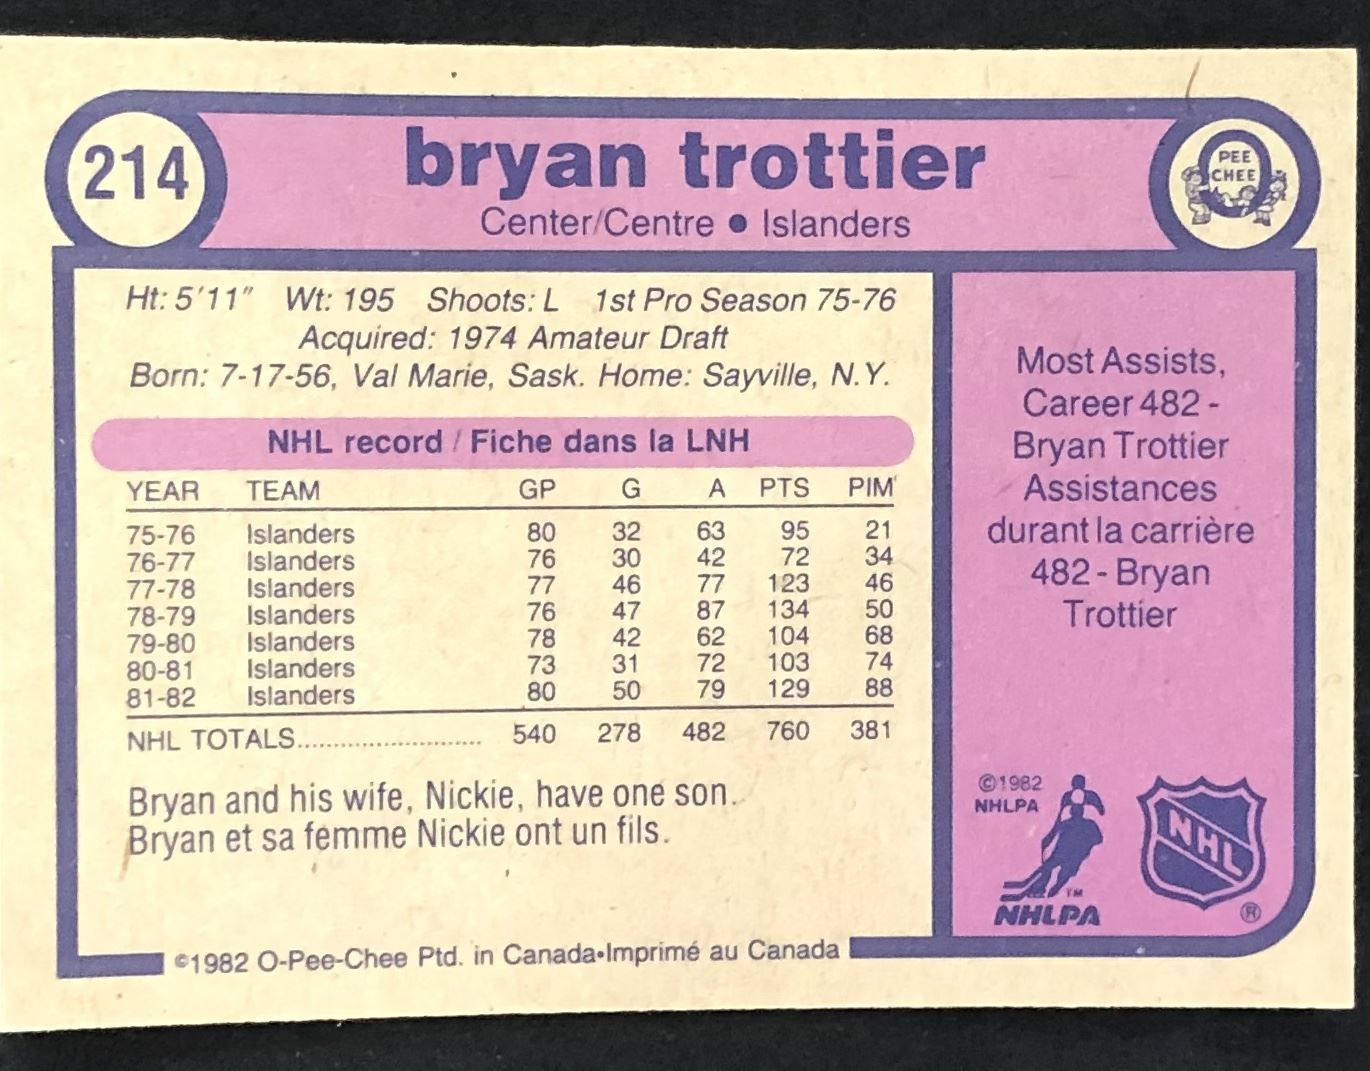 214
bryan trottier
PEE
CHEE
Center/Centre ● Islanders
Ht: 5'11" Wt: 195 Shoots: L 1st Pro Season 75-76
Acquired: 1974 Amateur Draft
Born: 7-17-56, Val Marie, Sask. Home: Sayville, N.Y.
NHL record / Fiche dans la LNH
YEAR TEAM GP G A PTS PIM
75-76 Islanders 80 32 63 95 21
76-77 Islanders 76 30 42 72 34
77-78 Islanders 77 46 77 123 46
78-79 Islanders 76 47 87 134 50
79-80 Islanders 78 42 62 104 68
80-81 Islanders 73 31 72 103 74
81-82 Islanders 80 50 79 129 88
NHL TOTALS........................... 540 278 482 760 381
Bryan and his wife, Nickie, have one son.
Bryan et sa femme Nickie ont un fils.
©1982 O-Pee-Chee Ptd. in Canada•Imprimé au Canada
Most Assists,
Career 482 -
Bryan Trottier
Assistances
durant la carrière
482 - Bryan
Trottier
©1982
NHLPA
TM
NHLPA
NHL
®